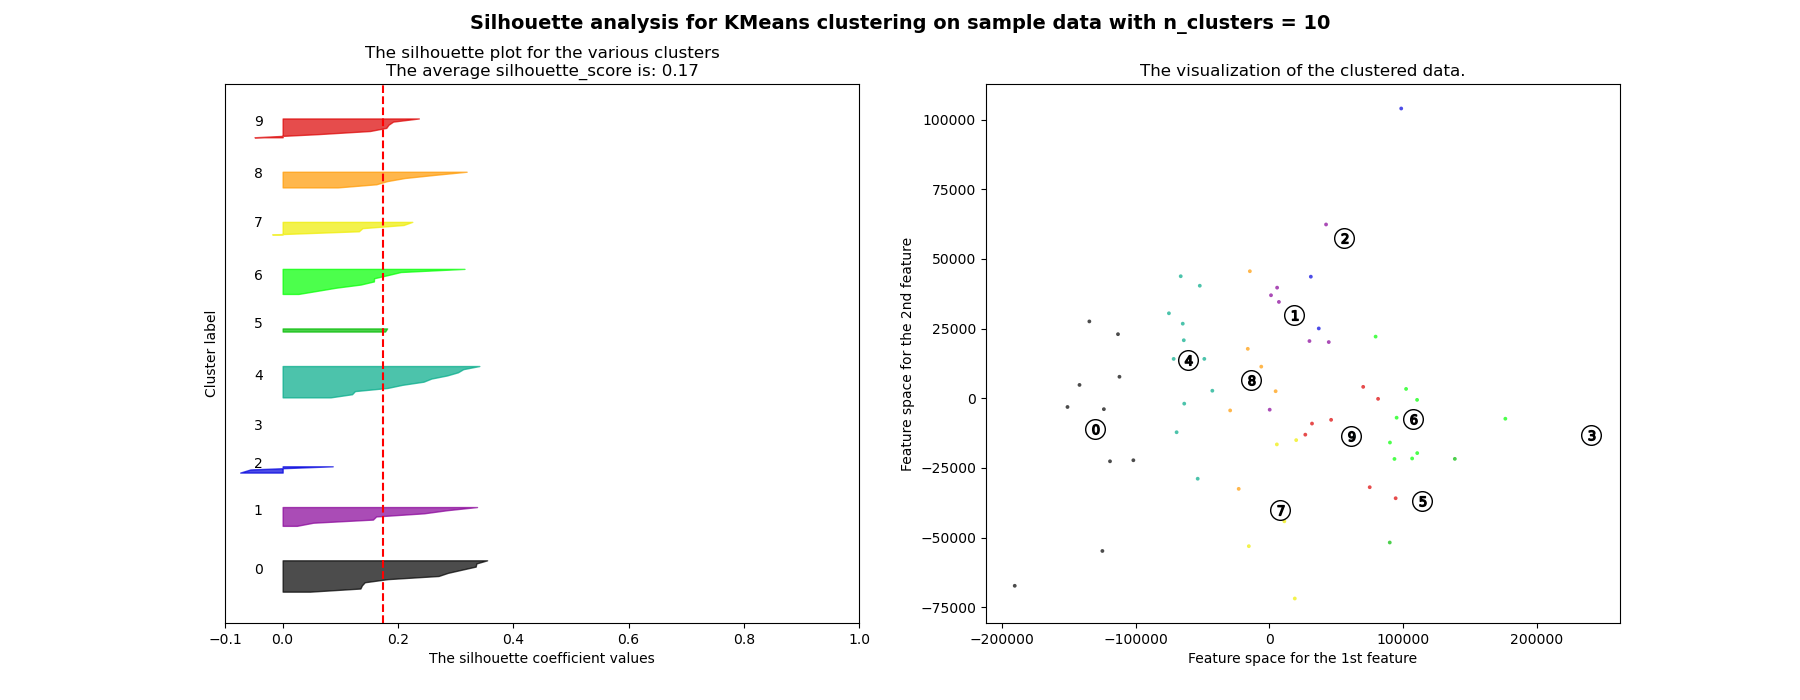 Silhouette analysis for KMeans clustering on sample data with n_clusters = 10
The silhouette plot for the various clusters
The average silhouette_score is: 0.17
9
8
7
6
5
4
3
2
1
0
Cluster label
−0.1 0.0 0.2 0.4 0.6 0.8 1.0
The silhouette coefficient values
The visualization of the clustered data.
100000
75000
50000
25000
0
−25000
−50000
−75000
Feature space for the 2nd feature
2
1
4
8
6
0
9
3
5
7
−200000 −100000 0 100000 200000
Feature space for the 1st feature